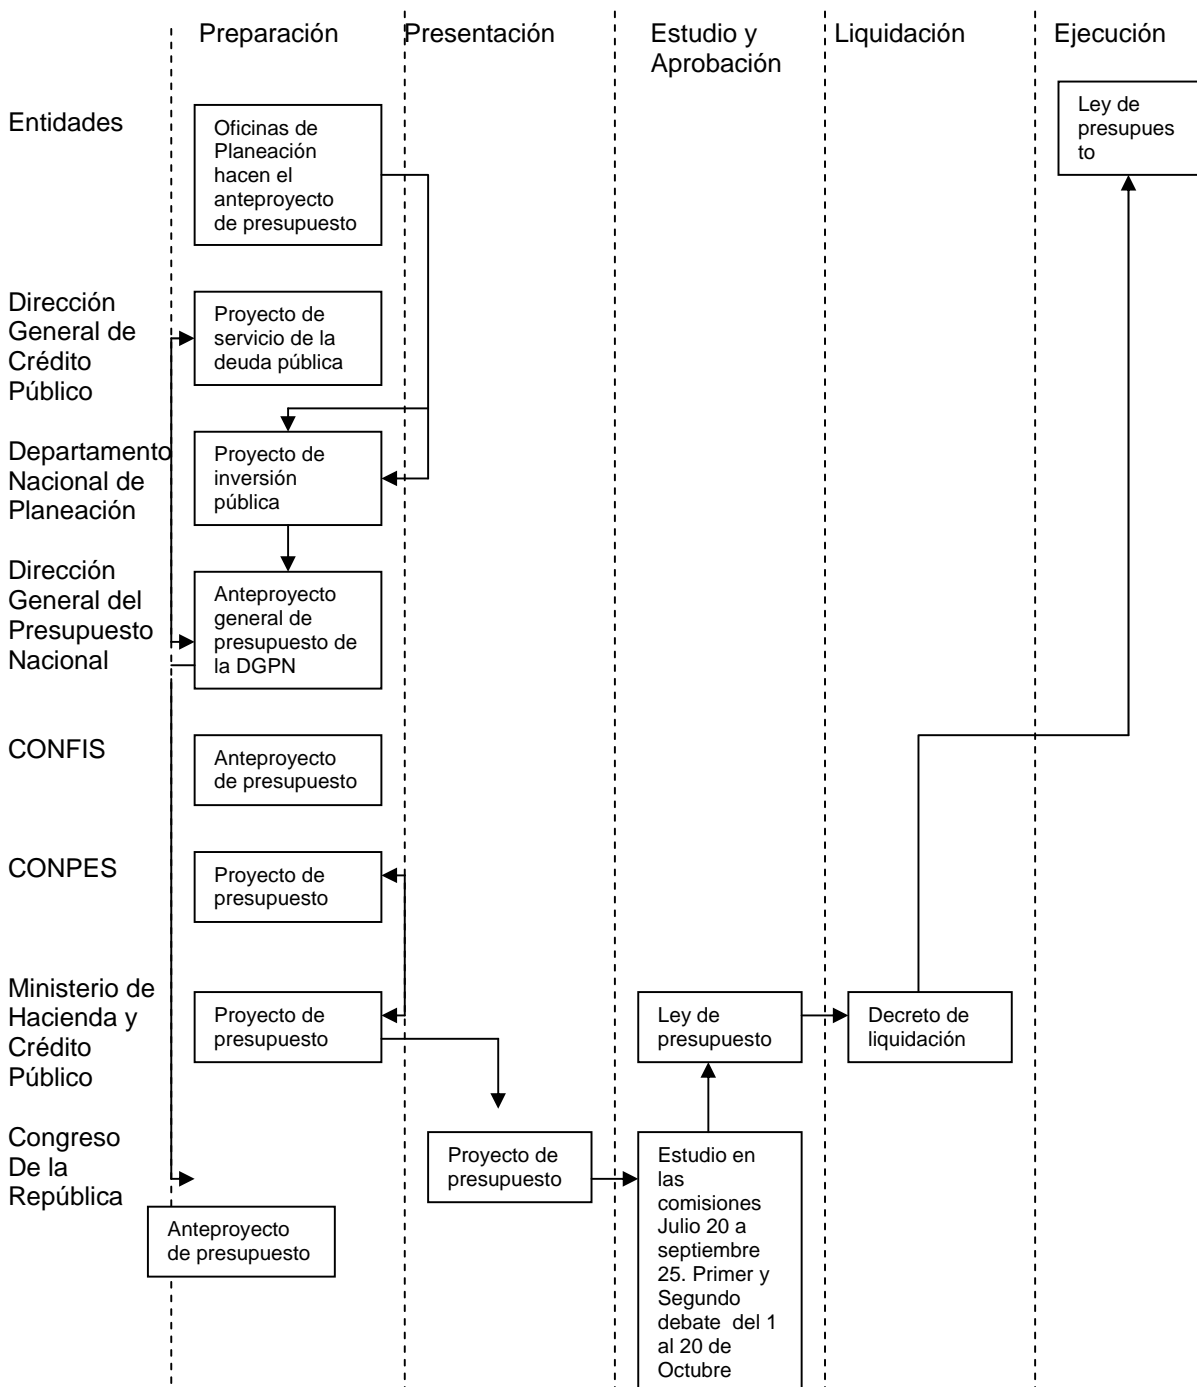 Preparación
Presentación
Estudio y
Aprobación
Liquidación
Ejecución
Entidades
Oficinas de
Planeación
hacen el
anteproyecto
de presupuesto
Ley de
presupues
to
Dirección
General de
Crédito
Público
Proyecto de
servicio de la
deuda pública
Departamento
Nacional de
Planeación
Proyecto de
inversión
pública
Dirección
General del
Presupuesto
Nacional
Anteproyecto
general de
presupuesto de
la DGPN
CONFIS
Anteproyecto
de presupuesto
CONPES
Proyecto de
presupuesto
Ministerio de
Hacienda y
Crédito
Público
Proyecto de
presupuesto
Ley de
presupuesto
Decreto de
liquidación
Congreso
De la
República
Anteproyecto
de presupuesto
Proyecto de
presupuesto
Estudio en
las
comisiones
Julio 20 a
septiembre
25. Primer y
Segundo
debate del 1
al 20 de
Octubre